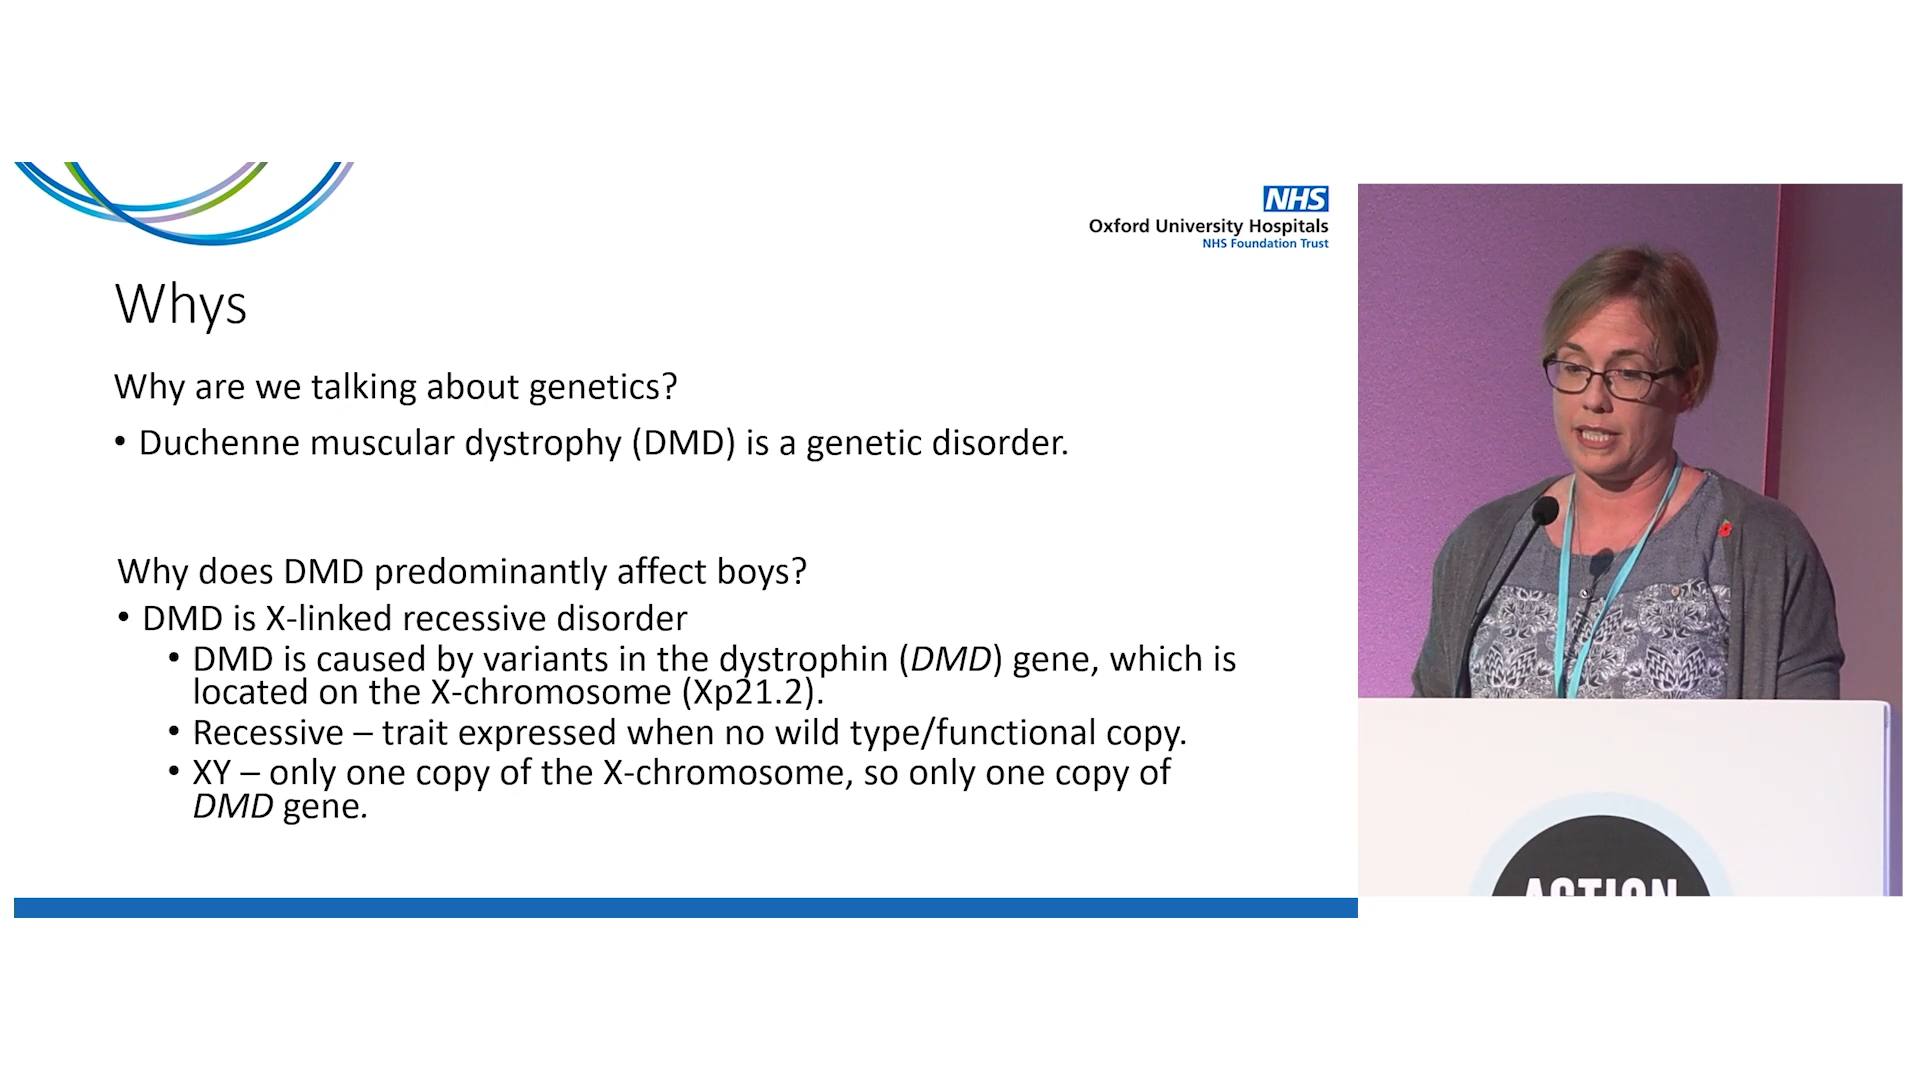 NHS
Oxford University Hospitals
NHS Foundation Trust
Whys
Why are we talking about genetics?
• Duchenne muscular dystrophy (DMD) is a genetic disorder.
Why does DMD predominantly affect boys?
• DMD is X-linked recessive disorder
• DMD is caused by variants in the dystrophin (DMD) gene, which is
located on the X-chromosome (Xp21.2).
• Recessive – trait expressed when no wild type/functional copy.
• XY – only one copy of the X-chromosome, so only one copy of
DMD gene.
ACTION